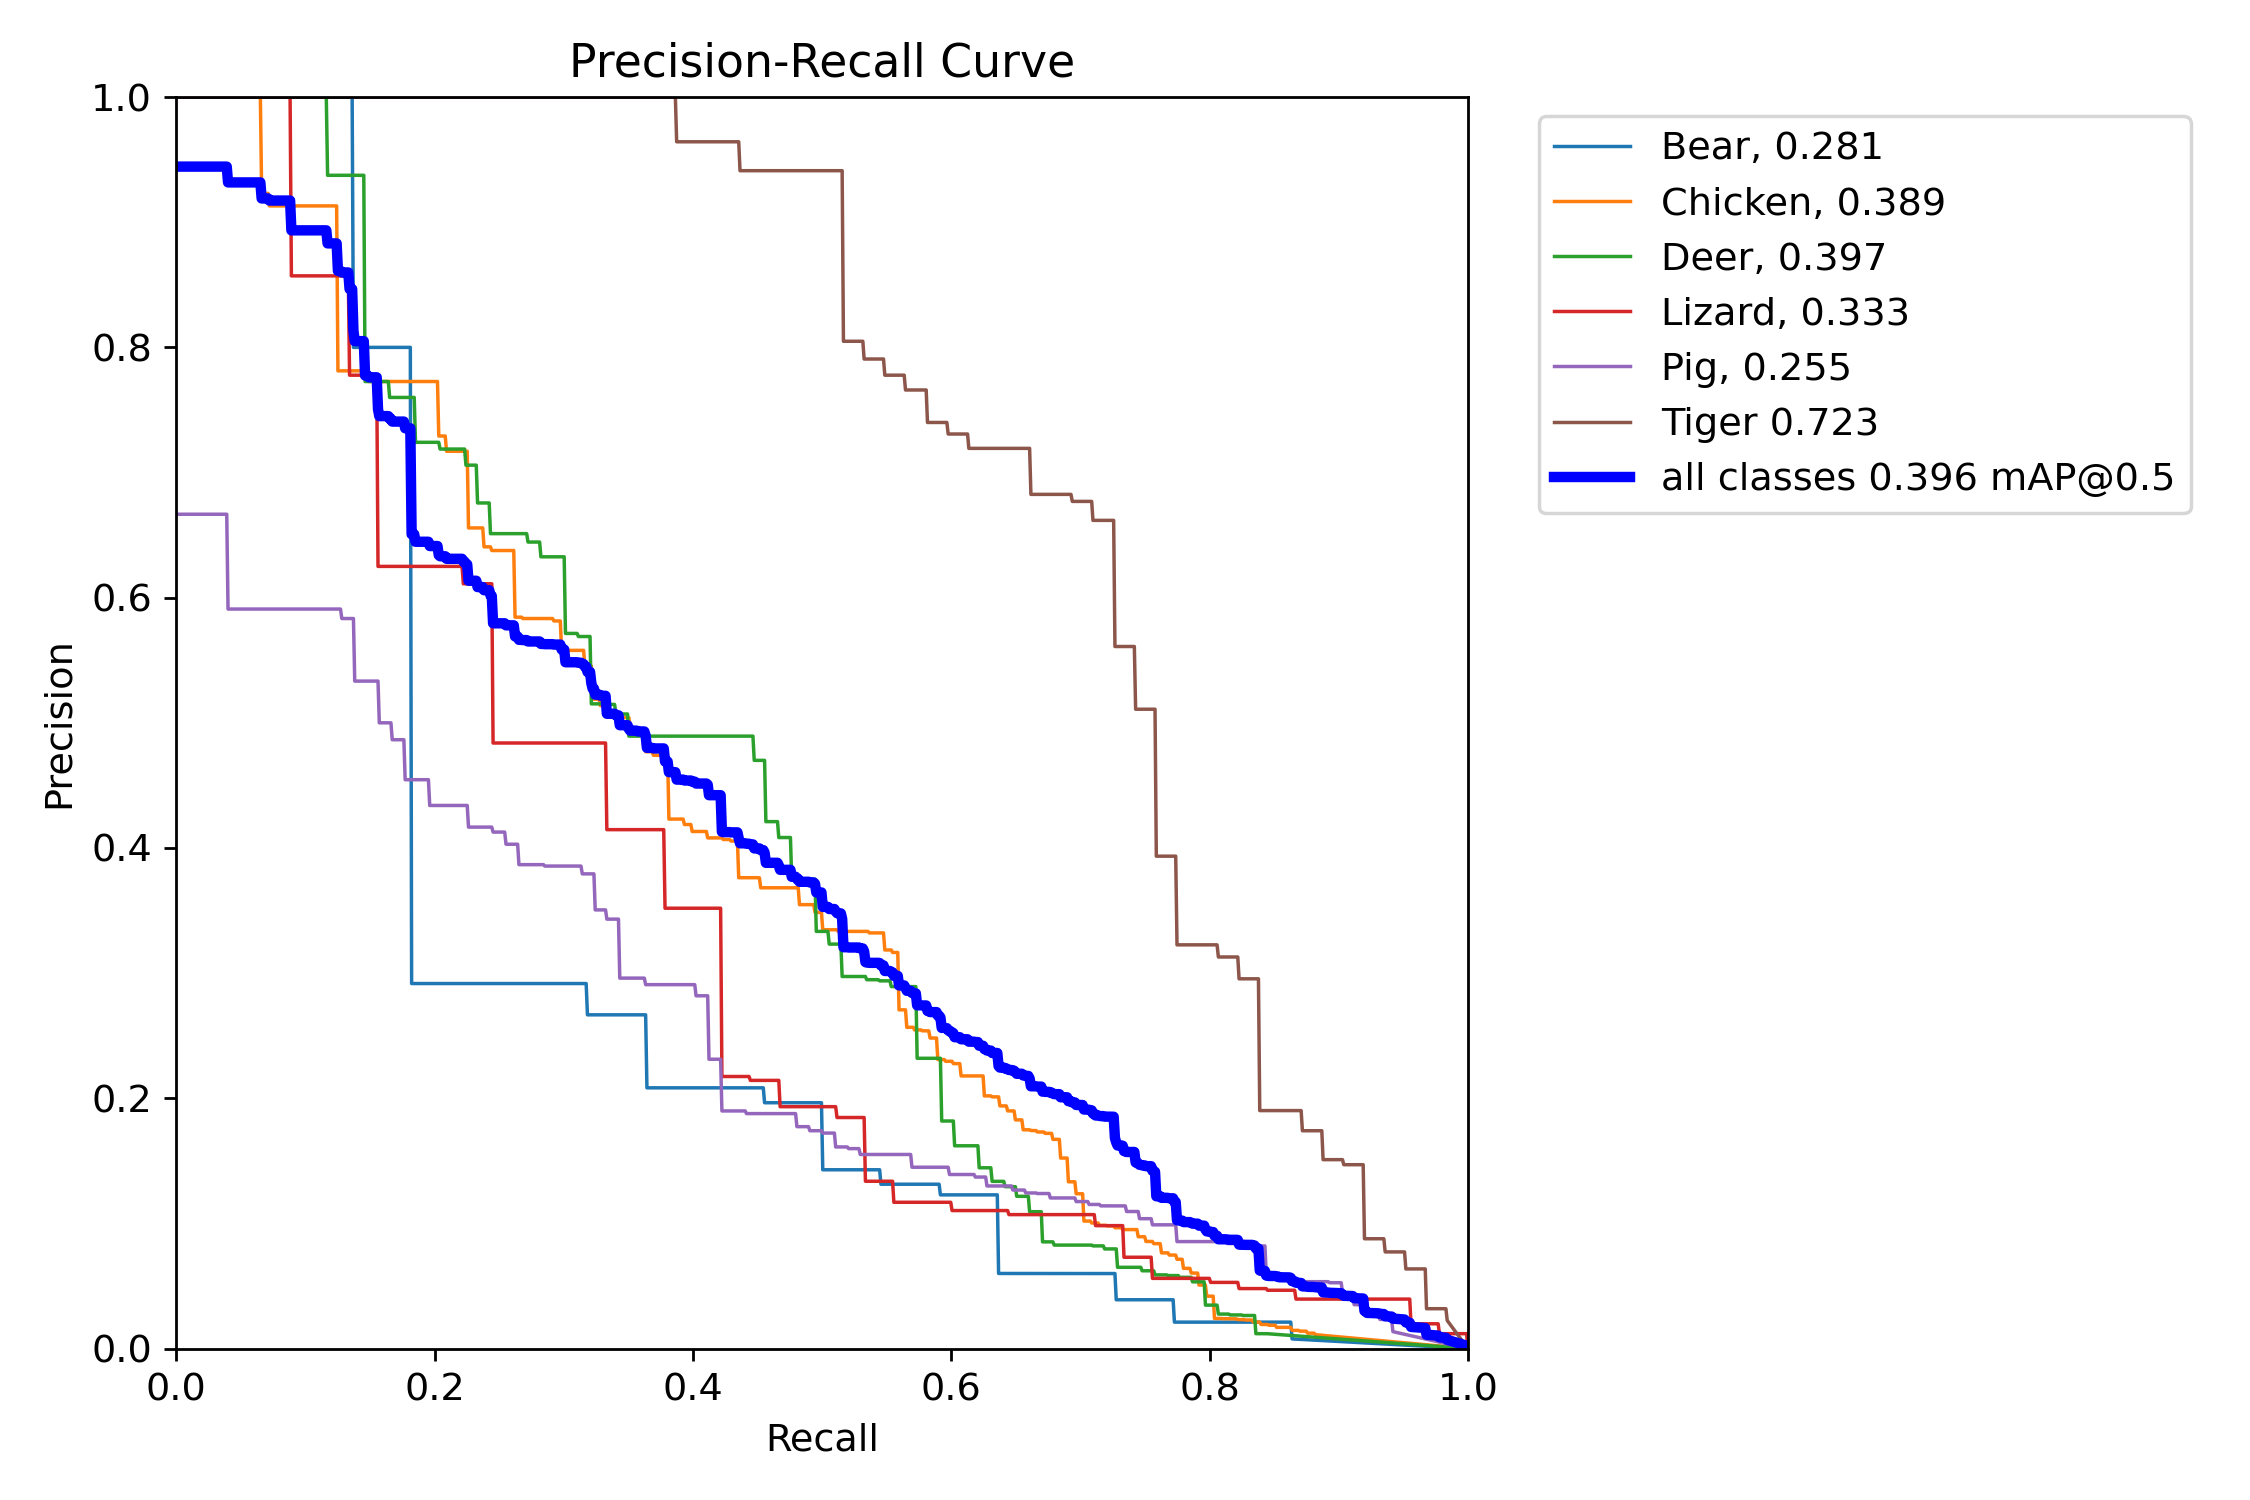 Precision-Recall Curve
1.0
0.8
0.6
0.4
0.2
0.0
0.0 0.2 0.4 0.6 0.8 1.0
Precision
Recall
Bear, 0.281
Chicken, 0.389
Deer, 0.397
Lizard, 0.333
Pig, 0.255
Tiger 0.723
all classes 0.396 mAP@0.5